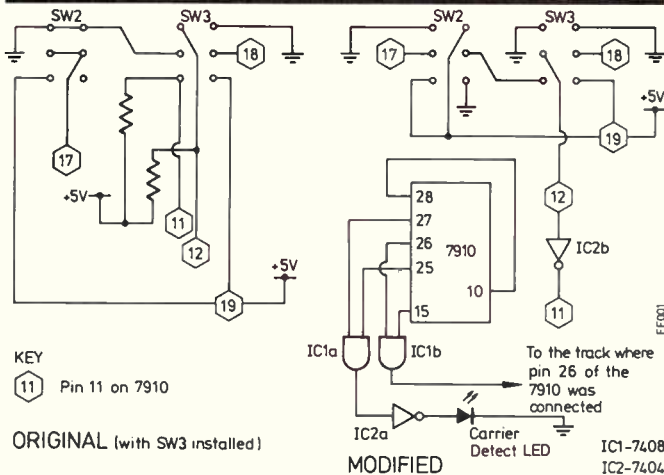 SW2
SW3
18
17
+5V
11
12
+5V
19
KEY
11 Pin 11 on 7910
ORIGINAL (with SW3 installed)
SW2
SW3
17
18
+5V
19
28
27
26
7910
25
10
15
12
IC2b
11
IC1a
IC1b
To the track where
pin 26 of the
7910 was
connected
IC2a
Carrier
Detect LED
MODIFIED
IC1-7408
IC2-7404
EE001